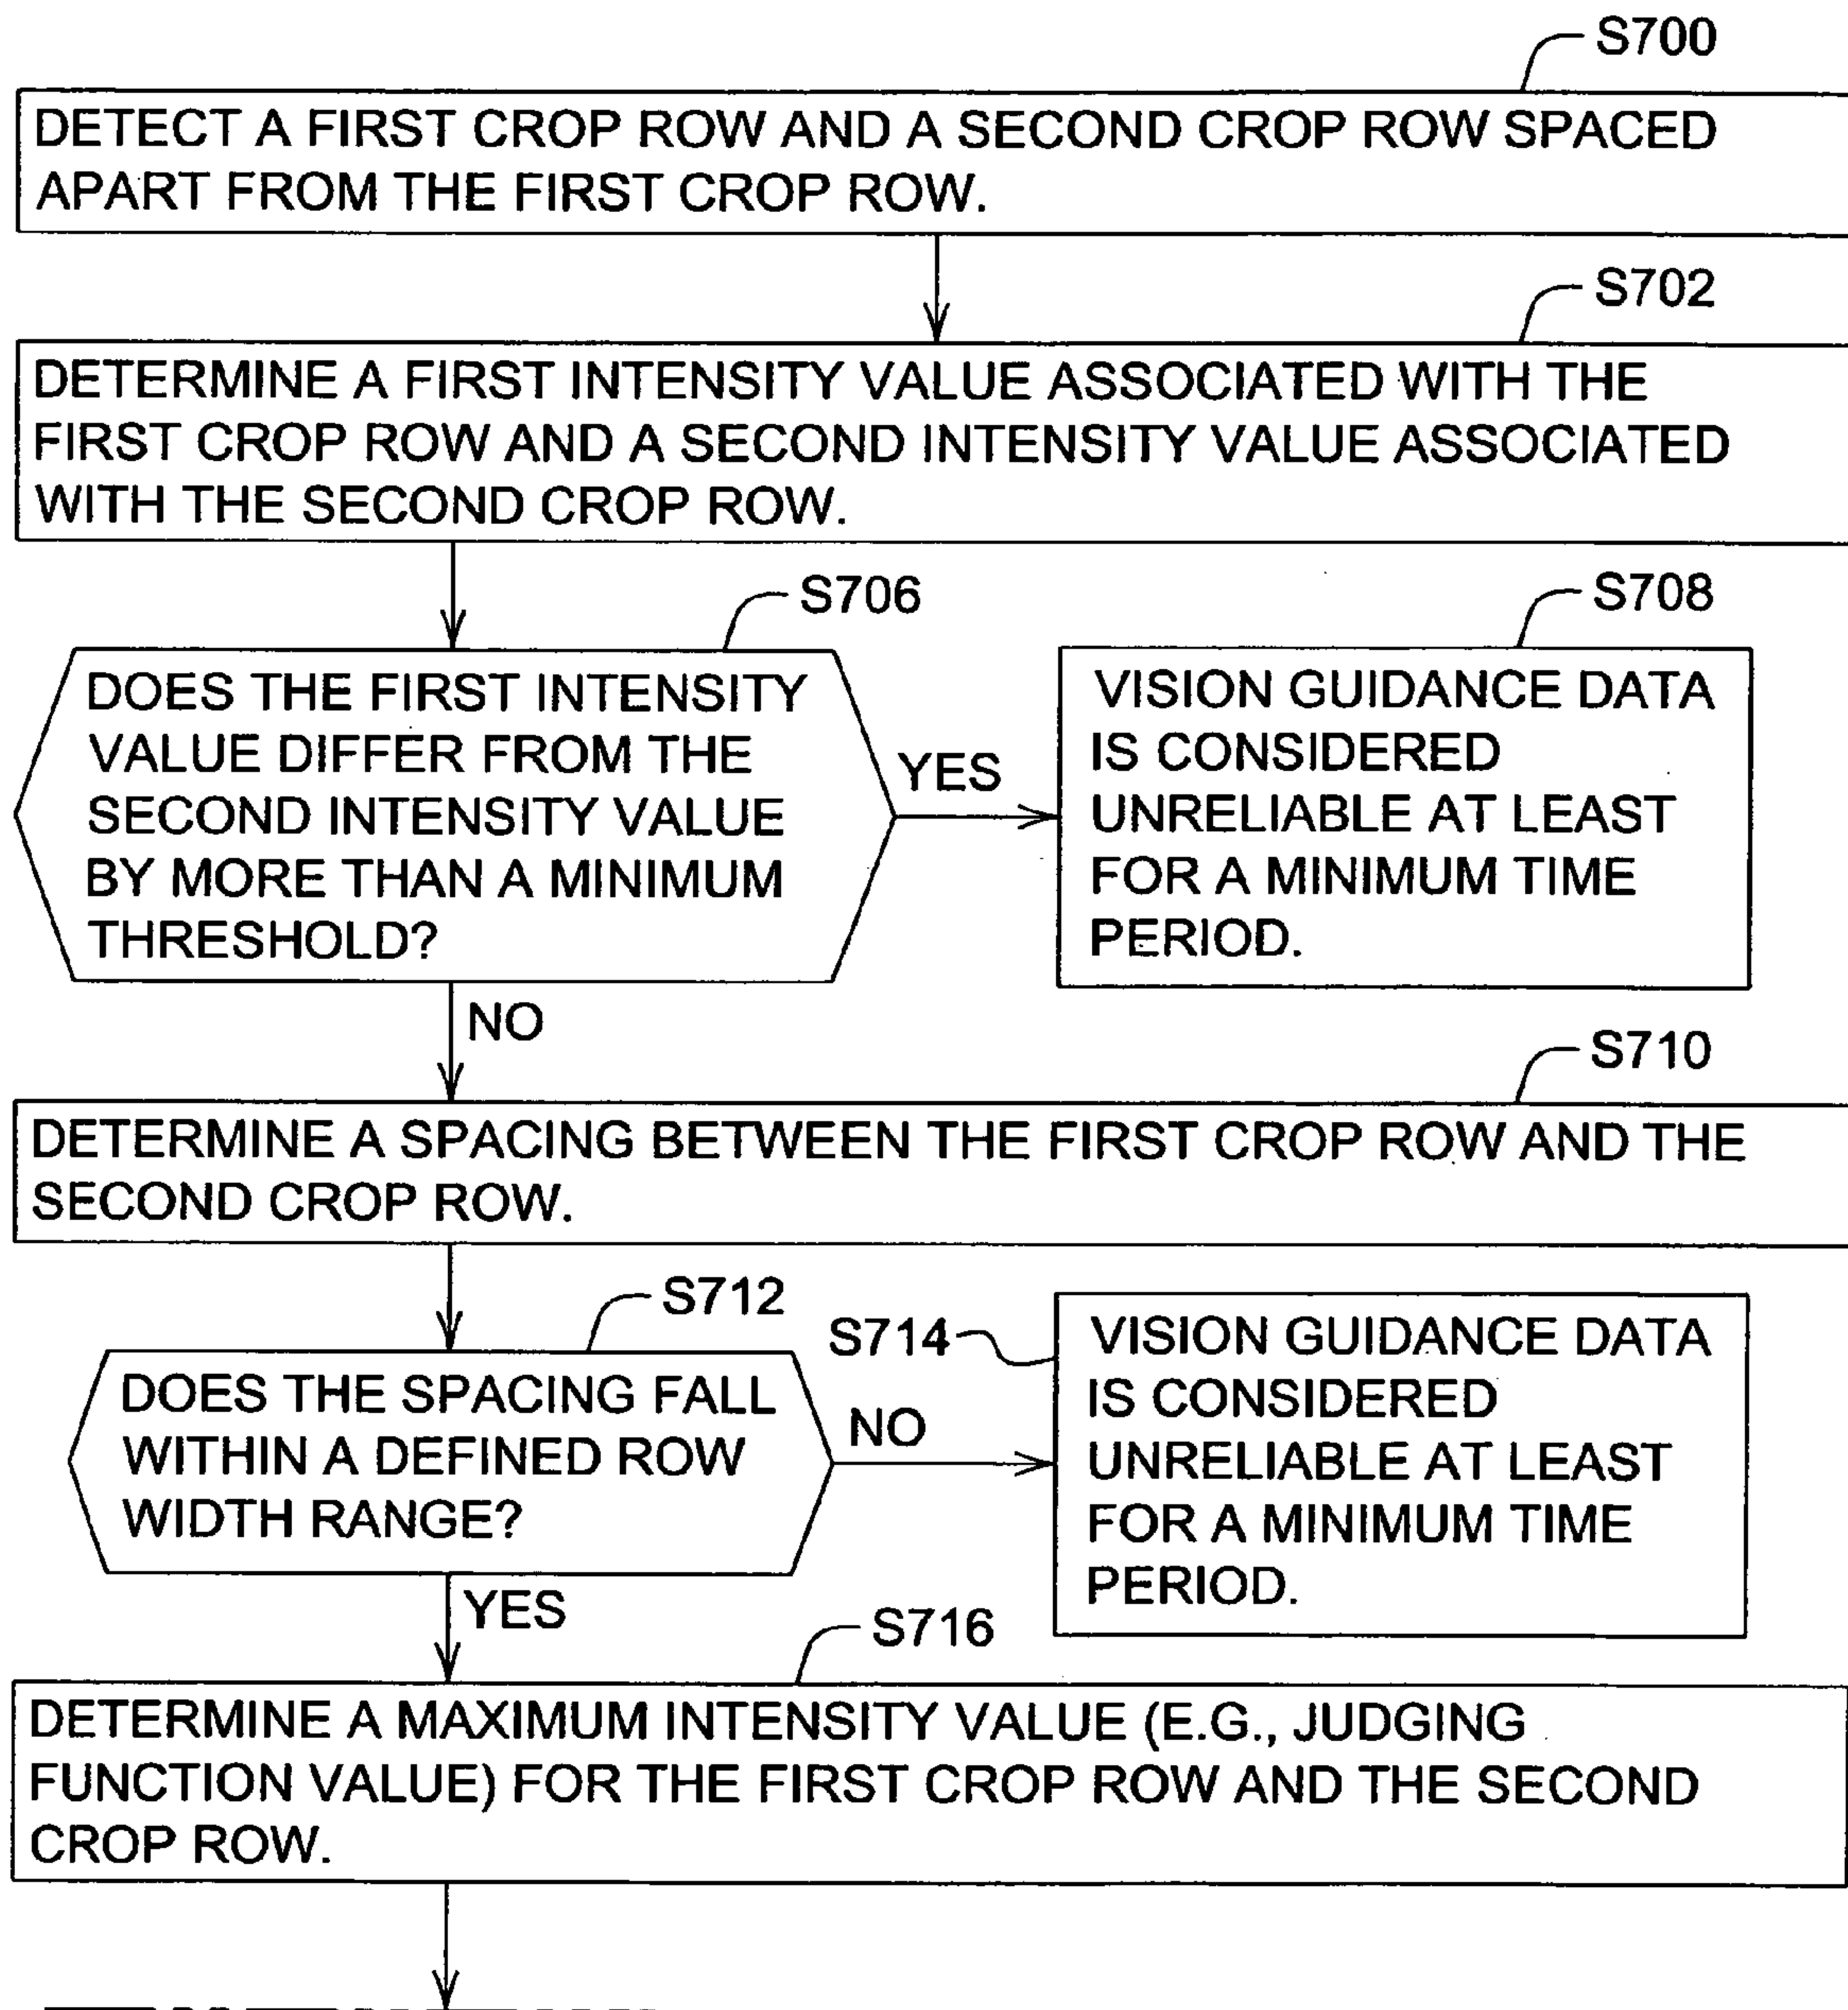 S700
DETECT A FIRST CROP ROW AND A SECOND CROP ROW SPACED
APART FROM THE FIRST CROP ROW.
S702
DETERMINE A FIRST INTENSITY VALUE ASSOCIATED WITH THE
FIRST CROP ROW AND A SECOND INTENSITY VALUE ASSOCIATED
WITH THE SECOND CROP ROW.
S706
DOES THE FIRST INTENSITY
VALUE DIFFER FROM THE
SECOND INTENSITY VALUE
BY MORE THAN A MINIMUM
THRESHOLD?
YES
S708
VISION GUIDANCE DATA
IS CONSIDERED
UNRELIABLE AT LEAST
FOR A MINIMUM TIME
PERIOD.
NO
S710
DETERMINE A SPACING BETWEEN THE FIRST CROP ROW AND THE
SECOND CROP ROW.
S712
DOES THE SPACING FALL
WITHIN A DEFINED ROW
WIDTH RANGE?
NO
S714
VISION GUIDANCE DATA
IS CONSIDERED
UNRELIABLE AT LEAST
FOR A MINIMUM TIME
PERIOD.
YES
S716
DETERMINE A MAXIMUM INTENSITY VALUE (E.G., JUDGING
FUNCTION VALUE) FOR THE FIRST CROP ROW AND THE SECOND
CROP ROW.